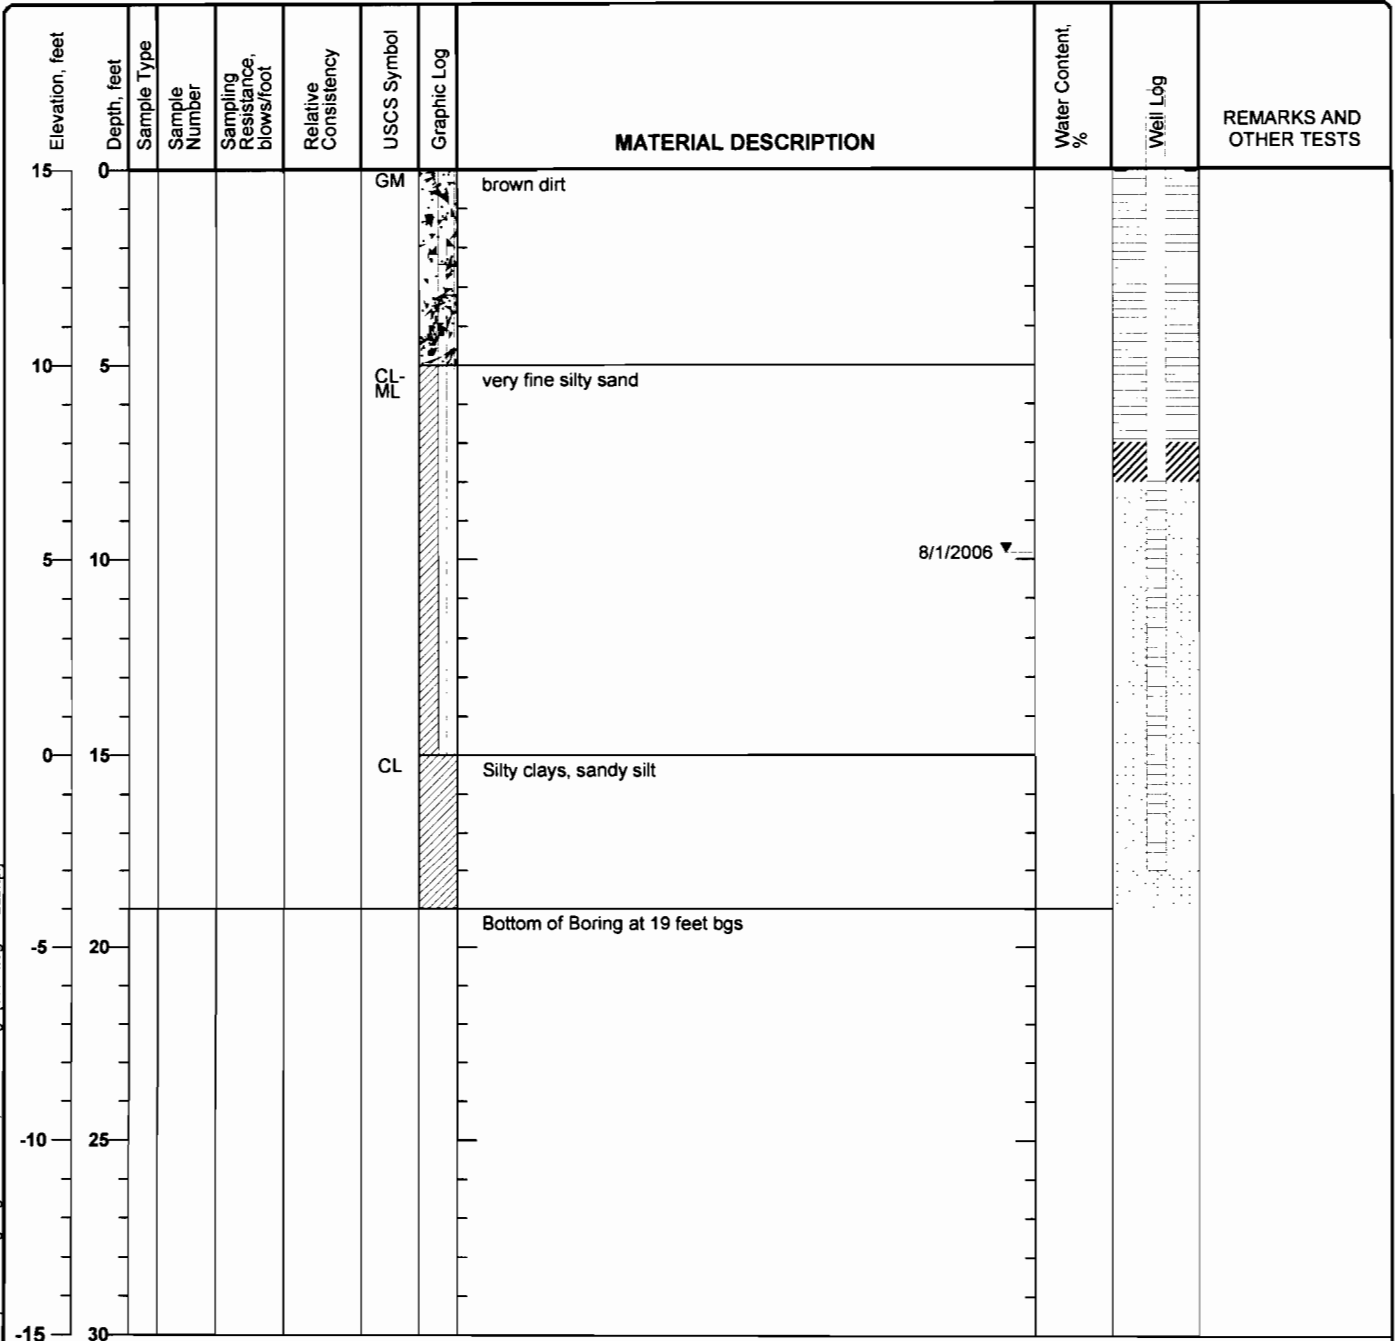 Elevation, feet
Depth, feet
Sample Type
Sample
Number
Sampling
Resistance,
blows/foot
Relative
Consistency
USCS Symbol
Graphic Log
MATERIAL DESCRIPTION
Water Content,
%
Well Log
REMARKS AND
OTHER TESTS
15 0
GM brown dirt
10 5
CL-
ML
very fine silty sand
8/1/2006
5 10
0 15
CL Silty clays, sandy silt
Bottom of Boring at 19 feet bgs
-5 20
-10 25
-15 30